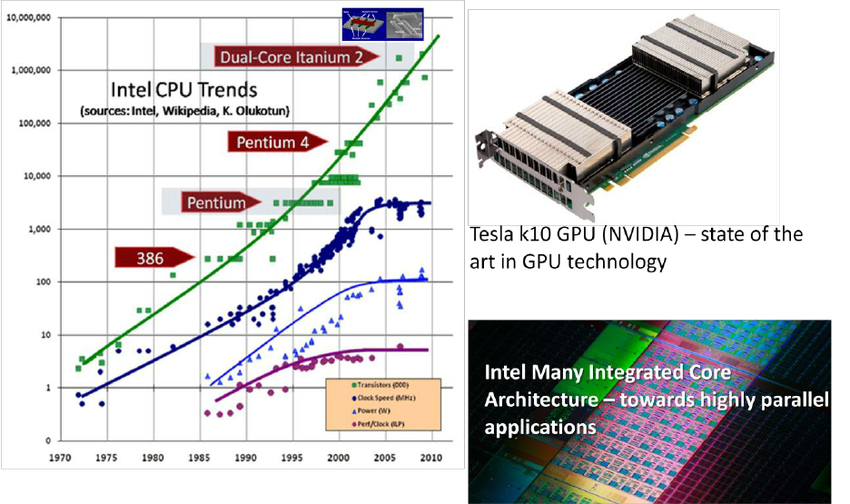 10,000,000
1,000,000
100,000
10,000
1,000
100
10
1
0
1970
1975
1980
1985
1990
1995
2000
2005
2010
Intel CPU Trends
(sources: Intel, Wikipedia, K. Olukotun)
Dual-Core Itanium 2
Pentium 4
Pentium
386
Transistors (000)
Clock Speed (MHz)
Power (W)
Perf/Clock (ILP)
Tesla k10 GPU (NVIDIA) – state of the
art in GPU technology
Intel Many Integrated Core
Architecture – towards highly parallel
applications